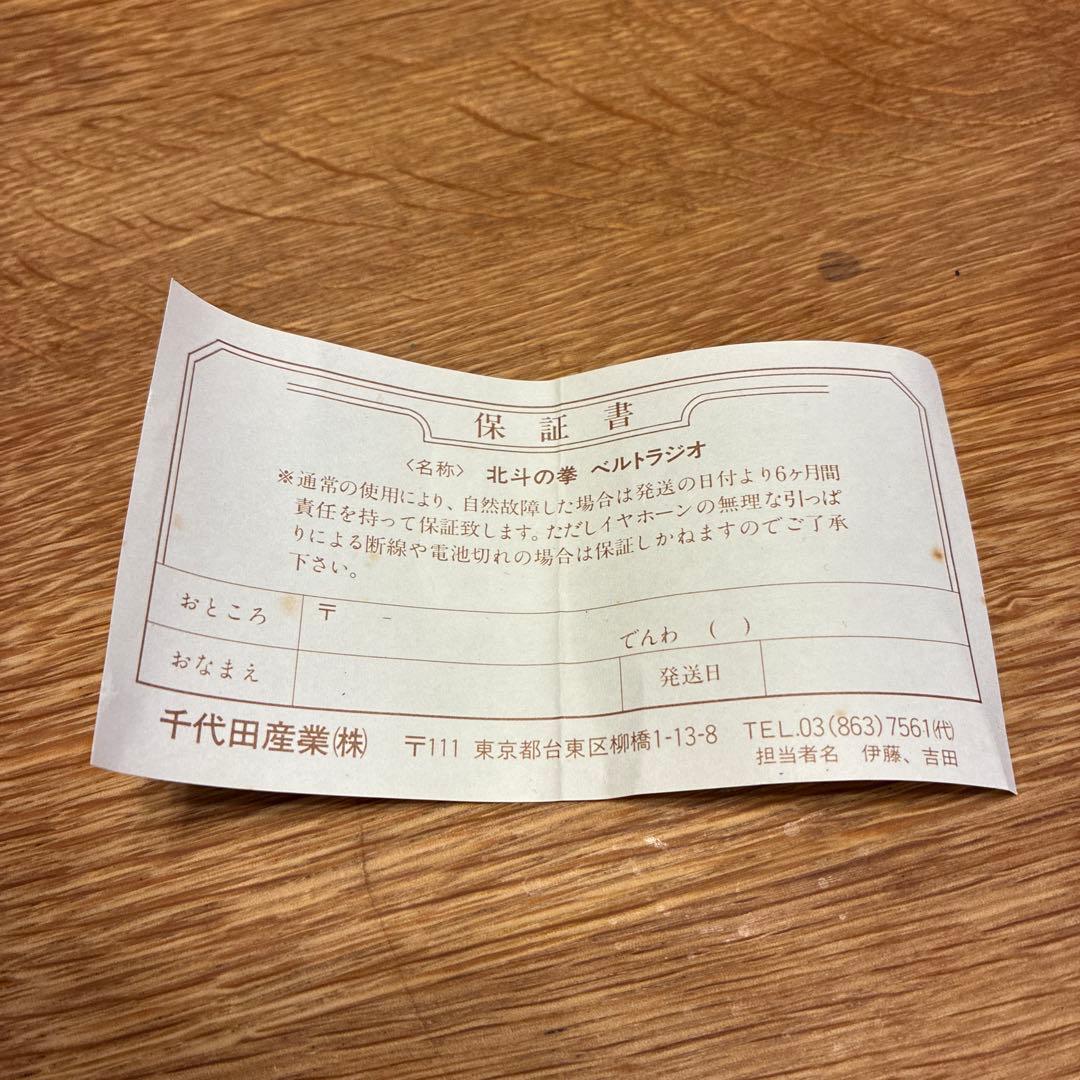 保証書
〈名称〉 北斗の拳 ベルトラジオ
※通常の使用により、自然故障した場合は発送の日付より6ヶ月間
責任を持って保証致します。ただしイヤホーンの無理な引っぱ
りによる断線や電池切れの場合は保証しかねますのでご了承
下さい。
おところ 〒 −
でんわ ( )
おなまえ 発送日
千代田産業㈱ 〒111 東京都台東区柳橋1-13-8 TEL.03(863)7561㈹
担当者名 伊藤、吉田